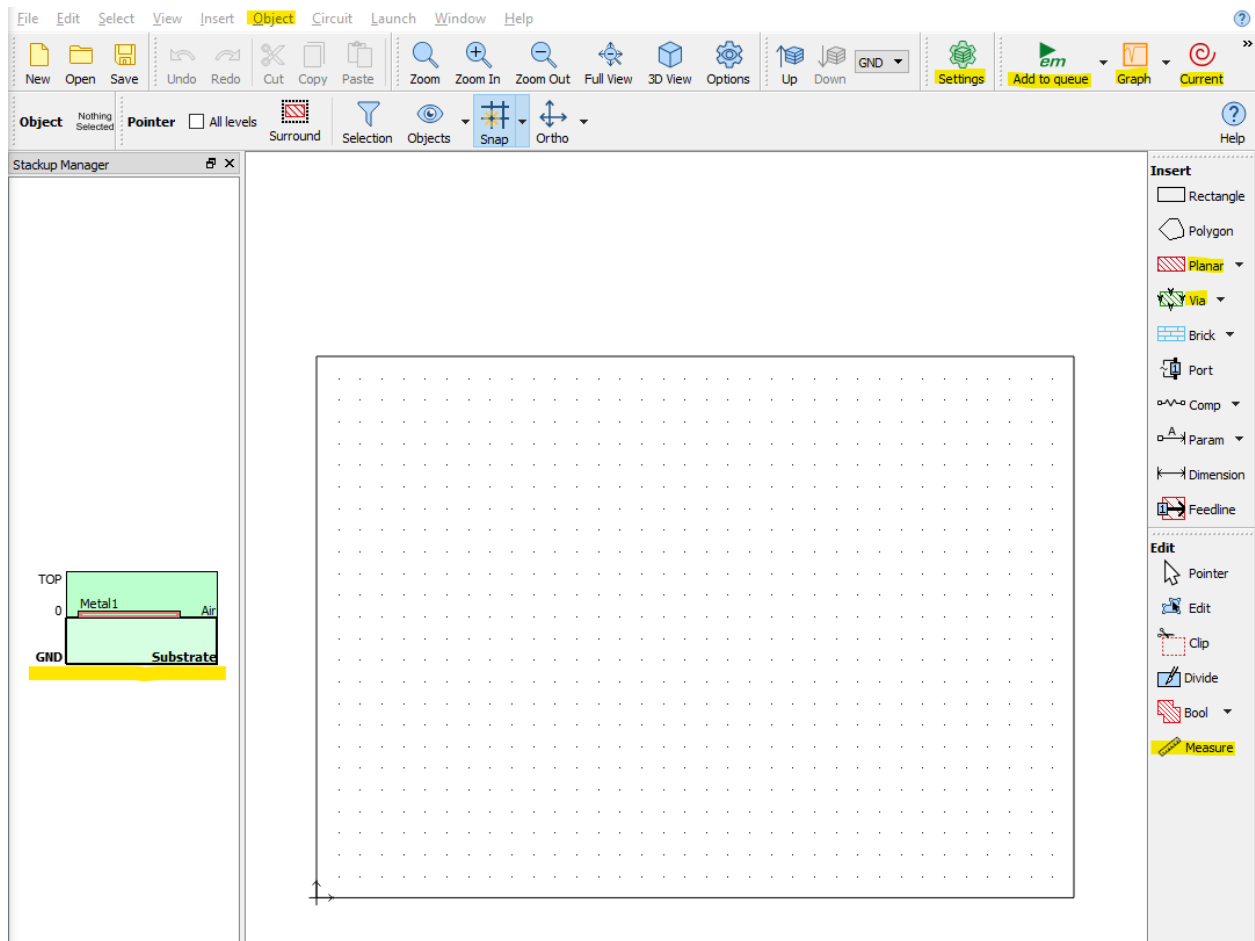 File Edit Select View Insert Object Circuit Launch Window Help
New Open Save Undo Redo Cut Copy Paste Zoom Zoom In Zoom Out Full View 3D View Options Up Down GND Settings em Add to queue Graph Current »
Object Nothing Selected Pointer All levels Surround Selection Objects Snap Ortho Help
Stackup Manager
TOP
0 Metal1 Air
GND Substrate
Insert
Rectangle
Polygon
Planar
Via
Brick
1 Port
Comp
A Param
Dimension
1 Feedline
Edit
Pointer
Edit
Clip
Divide
Bool
Measure